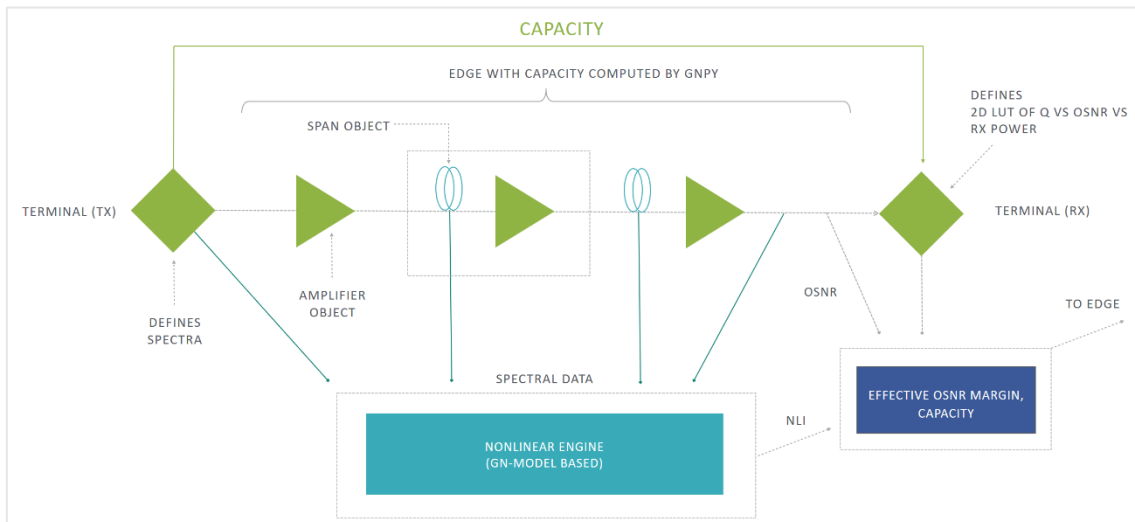 CAPACITY
EDGE WITH CAPACITY COMPUTED BY GNPY
SPAN OBJECT
DEFINES
2D LUT OF Q VS OSNR VS
RX POWER
TERMINAL (TX)
TERMINAL (RX)
AMPLIFIER
OBJECT
DEFINES
SPECTRA
OSNR
TO EDGE
SPECTRAL DATA
EFFECTIVE OSNR MARGIN,
CAPACITY
NLI
NONLINEAR ENGINE
(GN-MODEL BASED)